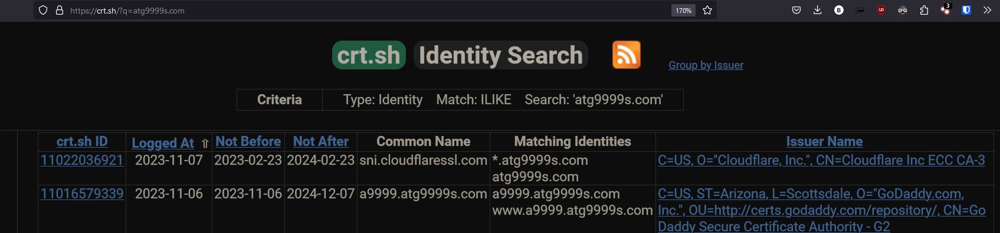 https://crt.sh/?q=atg9999s.com
170%
3
crt.sh Identity Search
Group by Issuer
Criteria Type: Identity Match: ILIKE Search: 'atg9999s.com'
crt.sh ID Logged At ⇧ Not Before Not After Common Name Matching Identities Issuer Name
11022036921 2023-11-07 2023-02-23 2024-02-23 sni.cloudflaressl.com *.atg9999s.com C=US, O="Cloudflare, Inc.", CN=Cloudflare Inc ECC CA-3
atg9999s.com
11016579339 2023-11-06 2023-11-06 2024-12-07 a9999.atg9999s.com a9999.atg9999s.com C=US, ST=Arizona, L=Scottsdale, O="GoDaddy.com,
www.a9999.atg9999s.com Inc.", OU=http://certs.godaddy.com/repository/, CN=Go
Daddy Secure Certificate Authority - G2